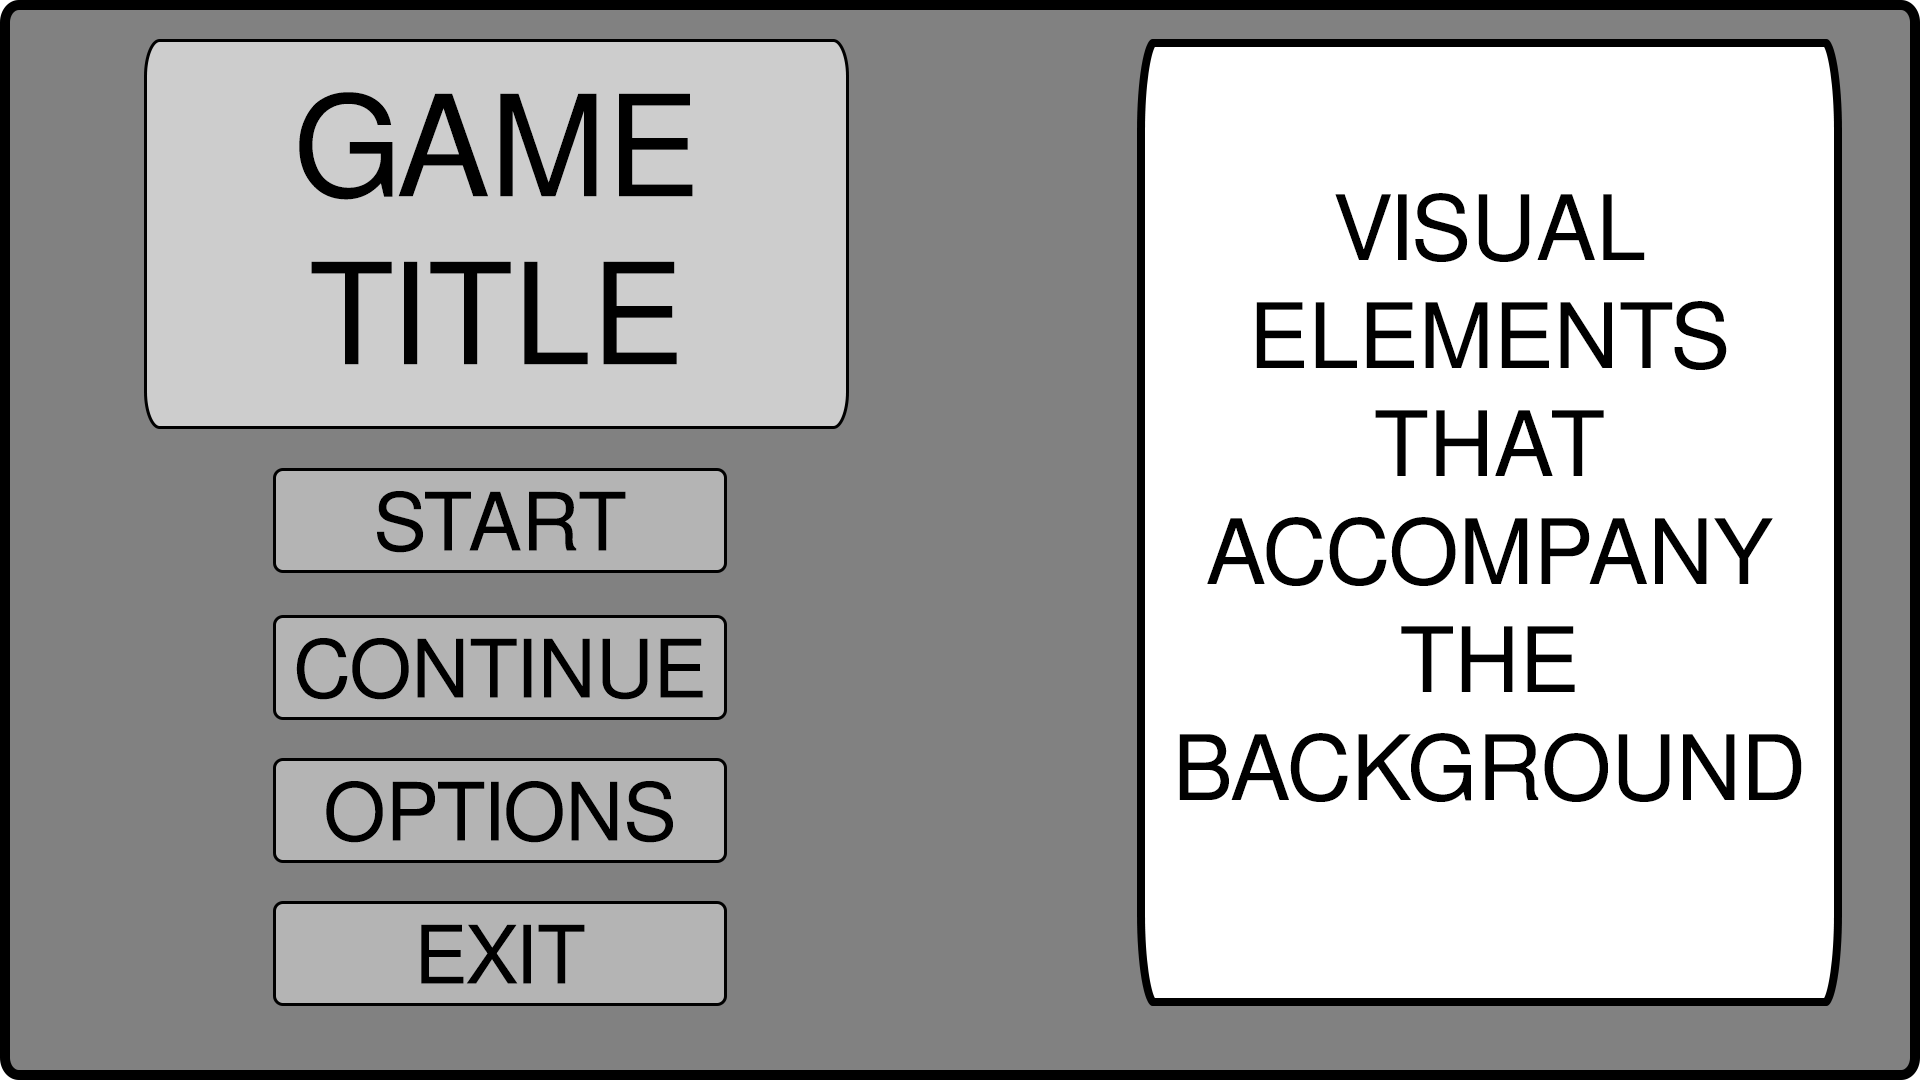 GAME
TITLE
START
CONTINUE
OPTIONS
EXIT
VISUAL
ELEMENTS
THAT
ACCOMPANY
THE
BACKGROUND